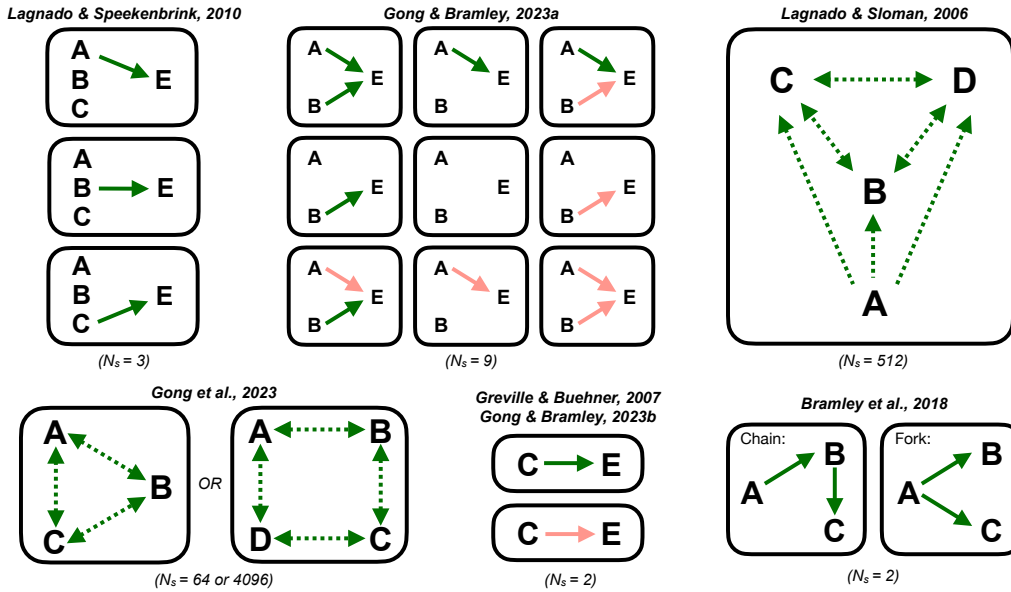 Lagnado & Speekenbrink, 2010
A
B
C
E
A
B
C
E
A
B
C
E
(Ns = 3)
Gong & Bramley, 2023a
A
B
E
A
B
E
A
B
E
A
B
E
A
B
E
A
B
E
A
B
E
A
B
E
A
B
E
(Ns = 9)
Lagnado & Sloman, 2006
C
D
B
A
(Ns = 512)
Gong et al., 2023
A
B
C
OR
A
B
D
C
(Ns = 64 or 4096)
Greville & Buehner, 2007
Gong & Bramley, 2023b
C E
C E
(Ns = 2)
Bramley et al., 2018
Chain:
A
B
C
Fork:
A
B
C
(Ns = 2)